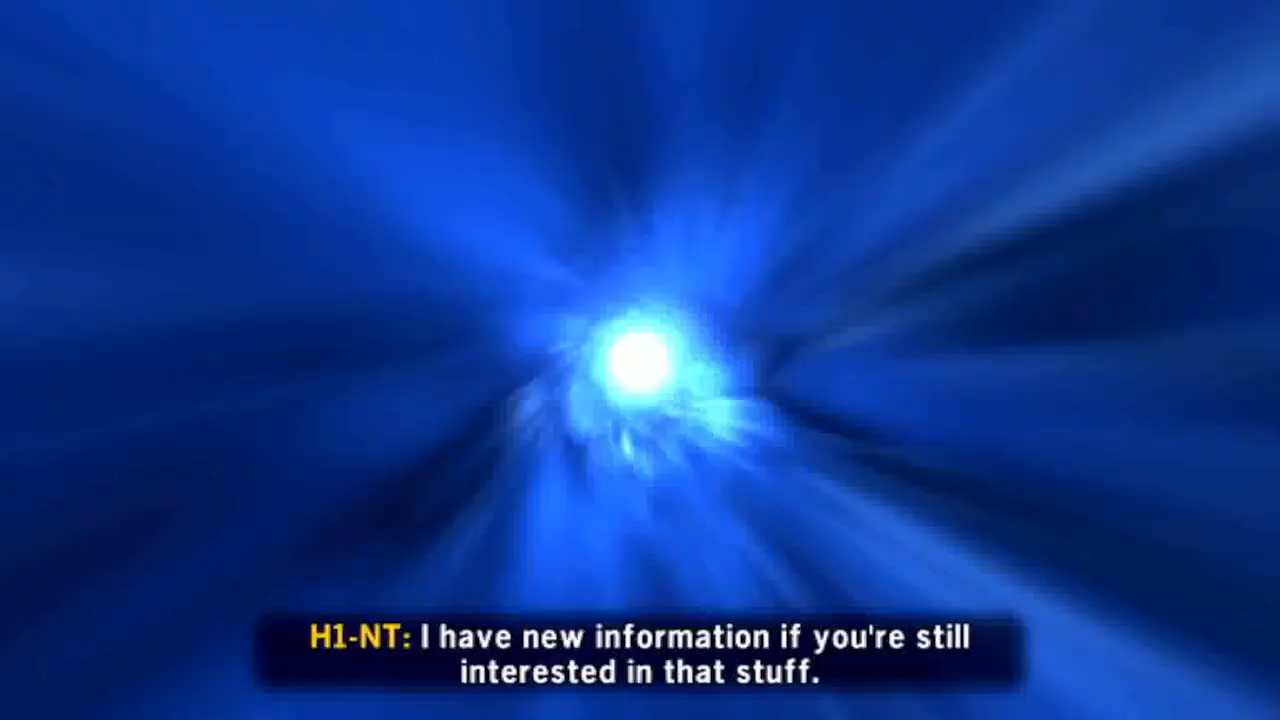 H1-NT: I have new information if you're still
interested in that stuff.